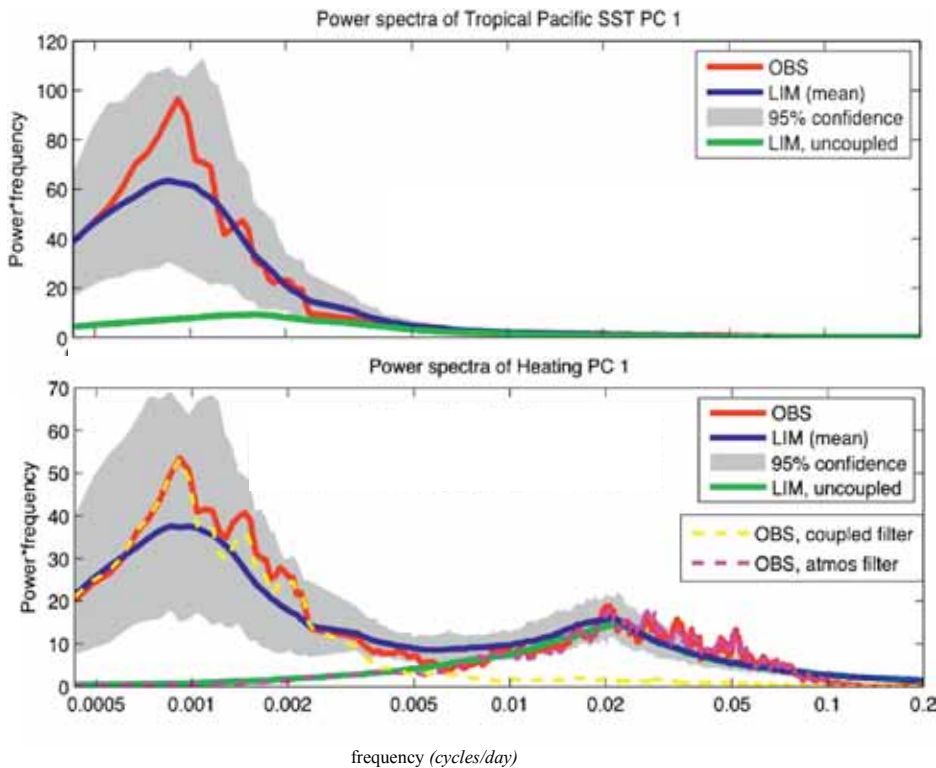 Power spectra of Tropical Pacific SST PC 1
120
100
80
60
40
20
0
Power*frequency
OBS
LIM (mean)
95% confidence
LIM, uncoupled
Power spectra of Heating PC 1
70
60
50
40
30
20
10
0
Power*frequency
OBS
LIM (mean)
95% confidence
LIM, uncoupled
OBS, coupled filter
OBS, atmos filter
0.0005 0.001 0.002 0.005 0.01 0.02 0.05 0.1 0.2
frequency (cycles/day)